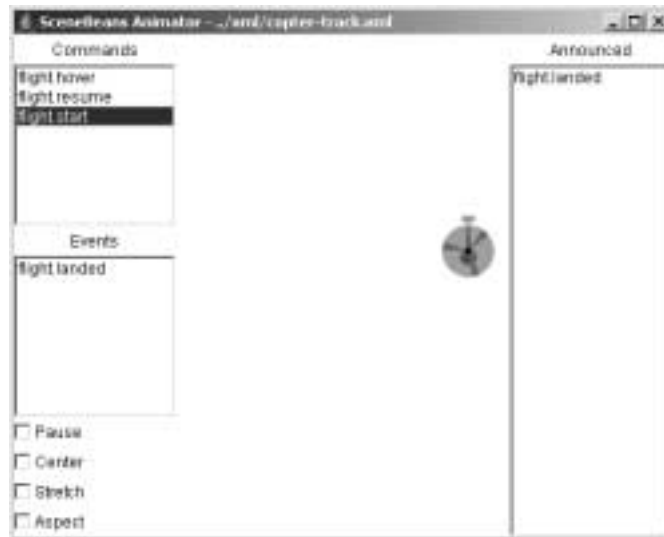 SceneBeans Animator - ../xml/copter-track.xml
Commands
flight.hover
flight.resume
flight.start
Events
flight.landed
Pause
Center
Stretch
Aspect
Announced
flight.landed